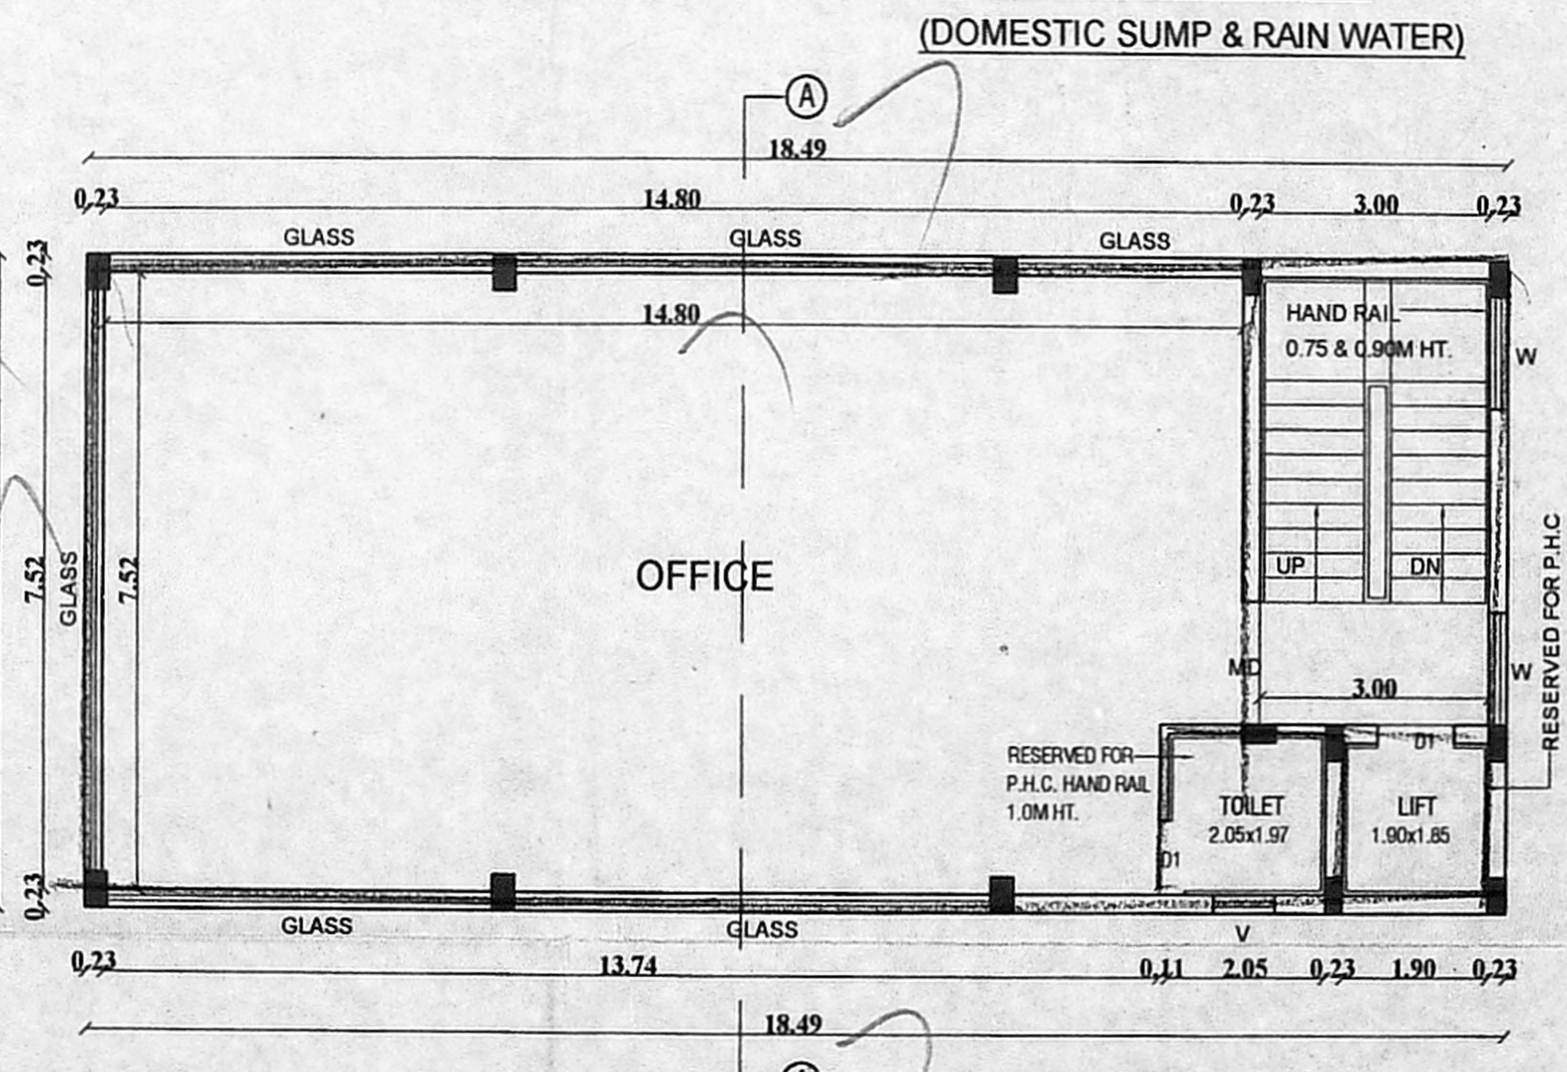 (DOMESTIC SUMP & RAIN WATER)
A
18.49
0.23
14.80
0.23
3.00
0.23
GLASS
GLASS
GLASS
0.23
14.80
HAND RAIL
0.75 & 0.90M HT.
W
7.52
GLASS
7.52
OFFICE
UP
DN
RESERVED FOR P.H.C
MD
W
3.00
RESERVED FOR
P.H.C. HAND RAIL
1.0M HT.
D1
TOILET
2.05x1.97
LIFT
1.90x1.85
D1
0.23
GLASS
GLASS
V
0.23
13.74
0.11
2.05
0.23
1.90
0.23
18.49